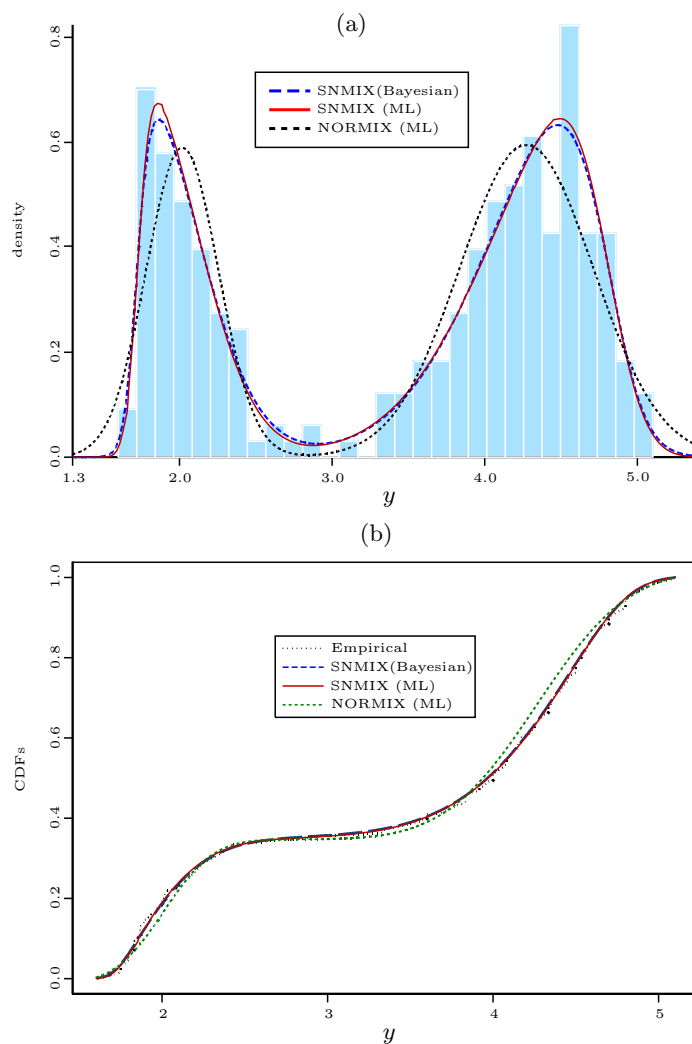 (a)
0.8
0.6
0.4
0.2
0.0
density
SNMIX(Bayesian)
SNMIX (ML)
NORMIX (ML)
1.3
2.0
3.0
4.0
5.0
y
(b)
1.0
0.8
0.6
0.4
0.2
0.0
CDFs
Empirical
SNMIX(Bayesian)
SNMIX (ML)
NORMIX (ML)
2
3
4
5
y